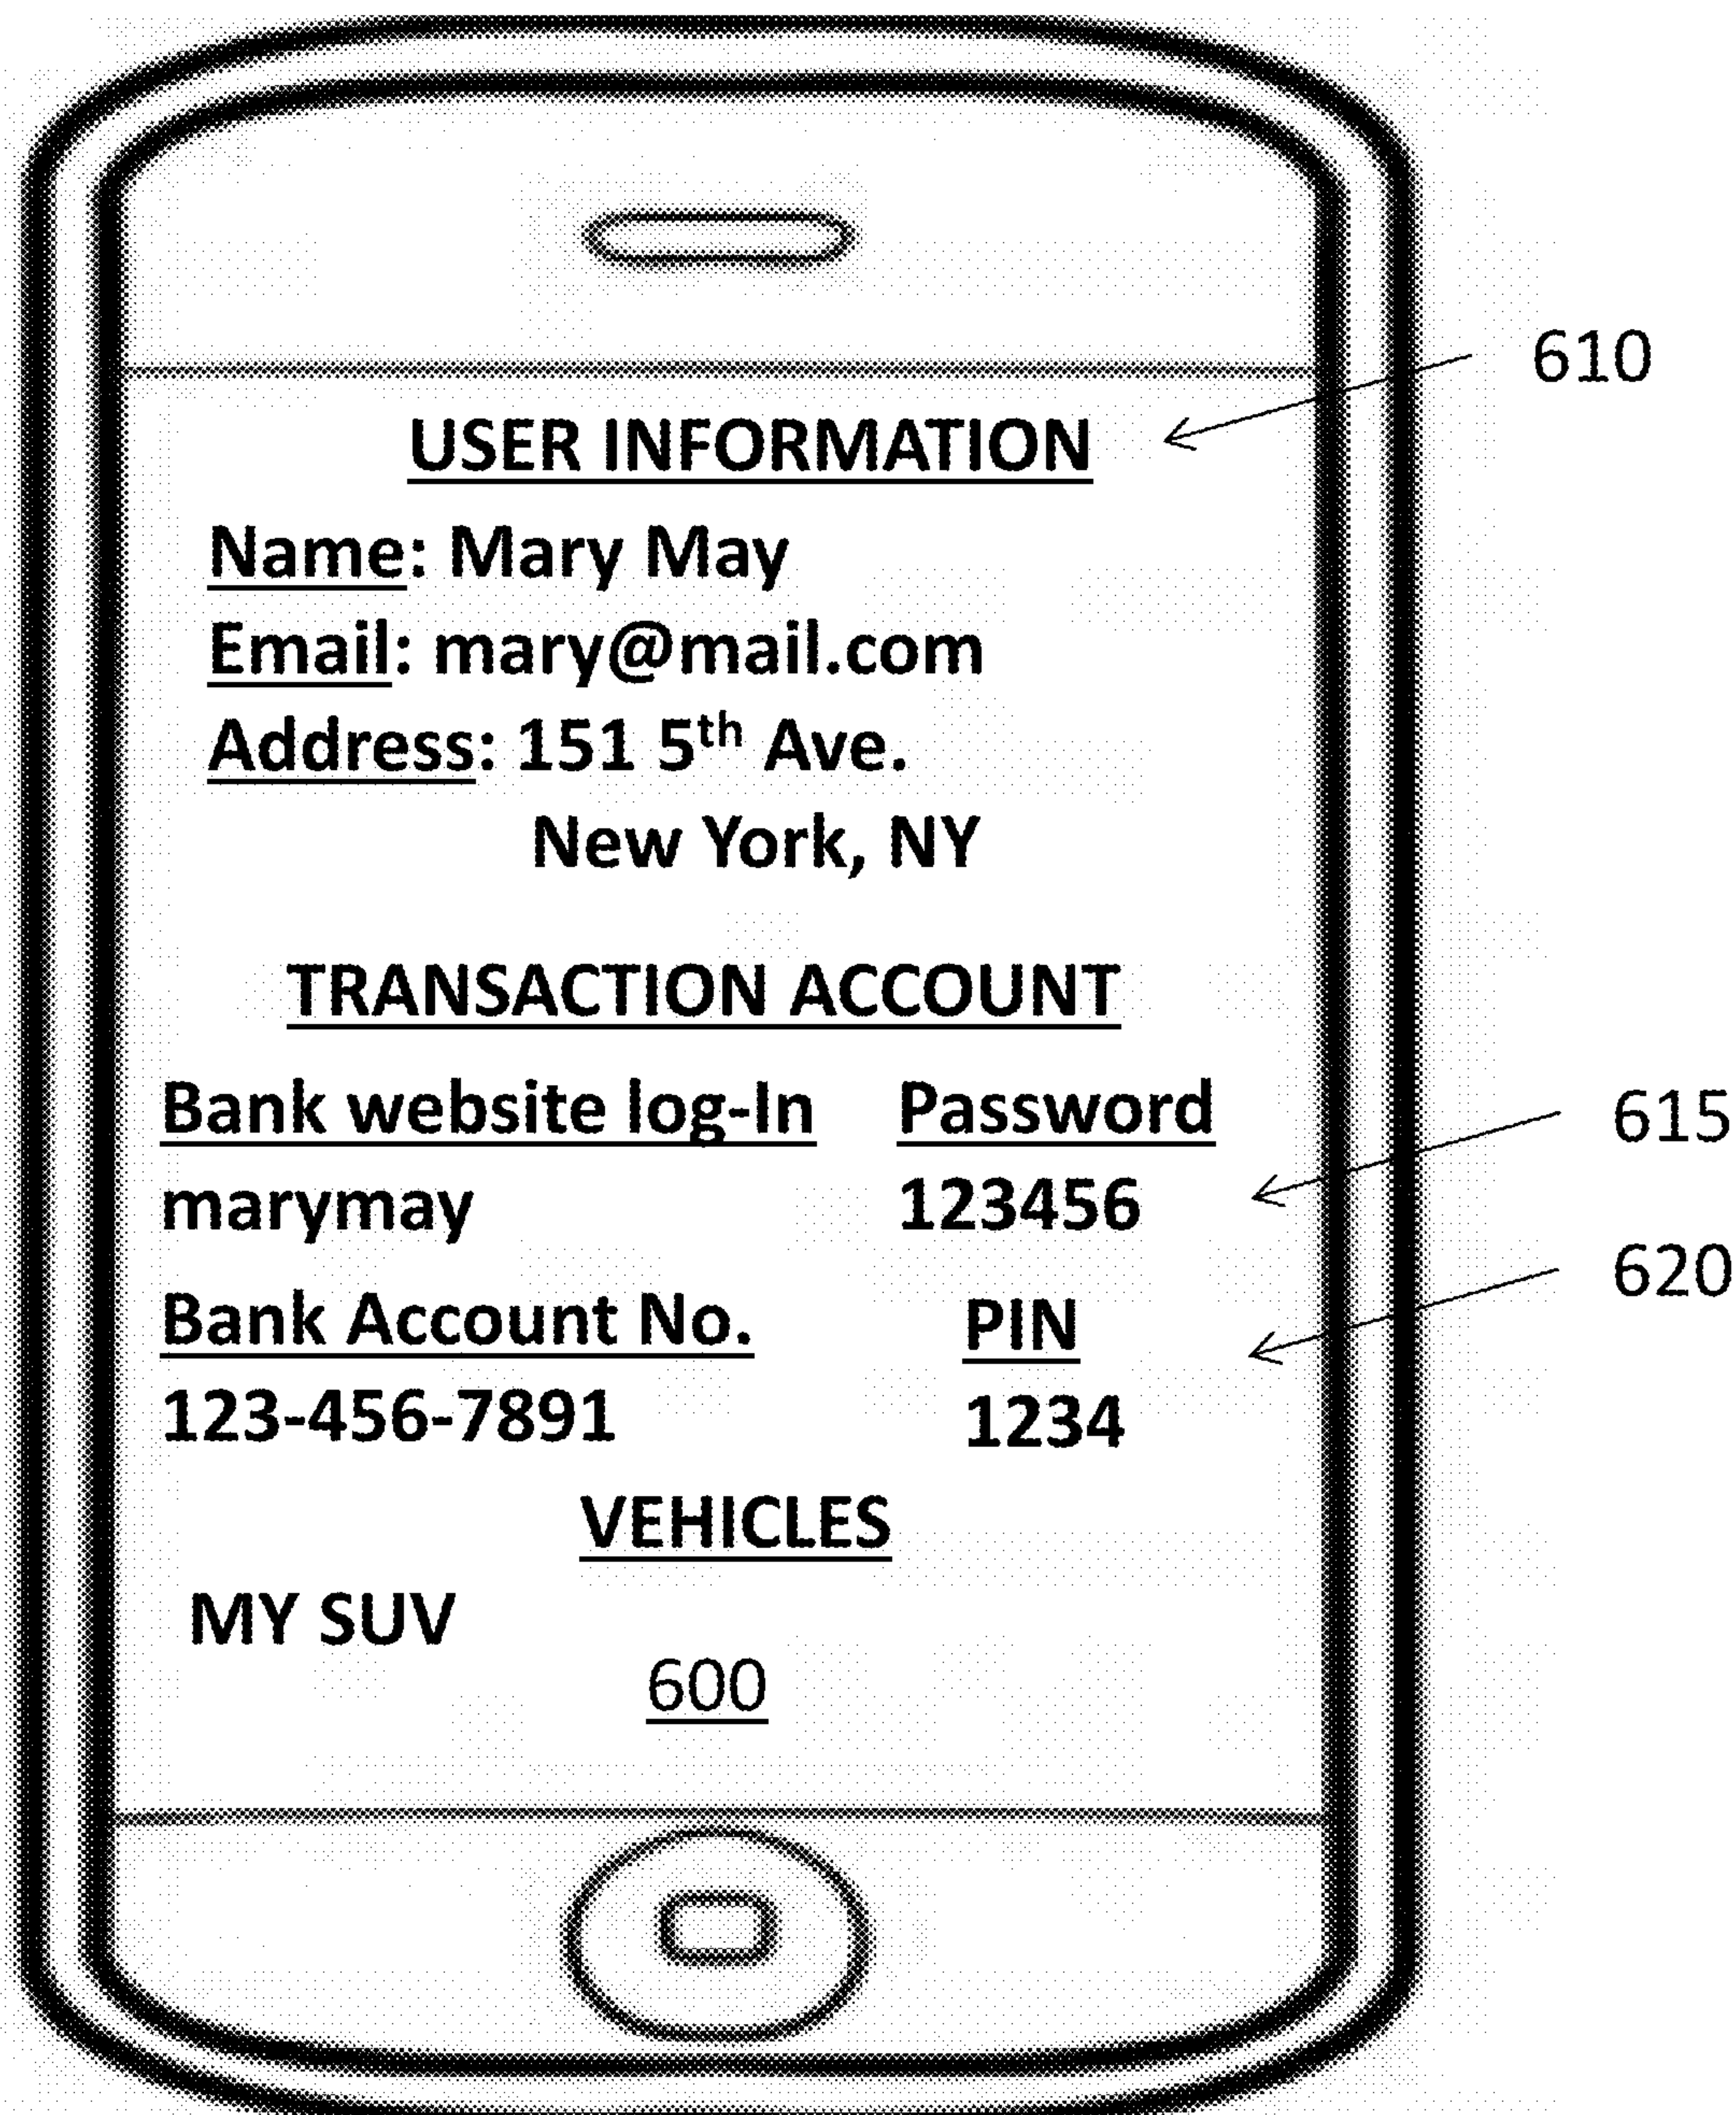 610
USER INFORMATION
Name: Mary May
Email: mary@mail.com
Address: 151 5th Ave.
New York, NY
TRANSACTION ACCOUNT
Bank website log-In Password
615
marymay 123456
620
Bank Account No. PIN
123-456-7891 1234
VEHICLES
MY SUV
600